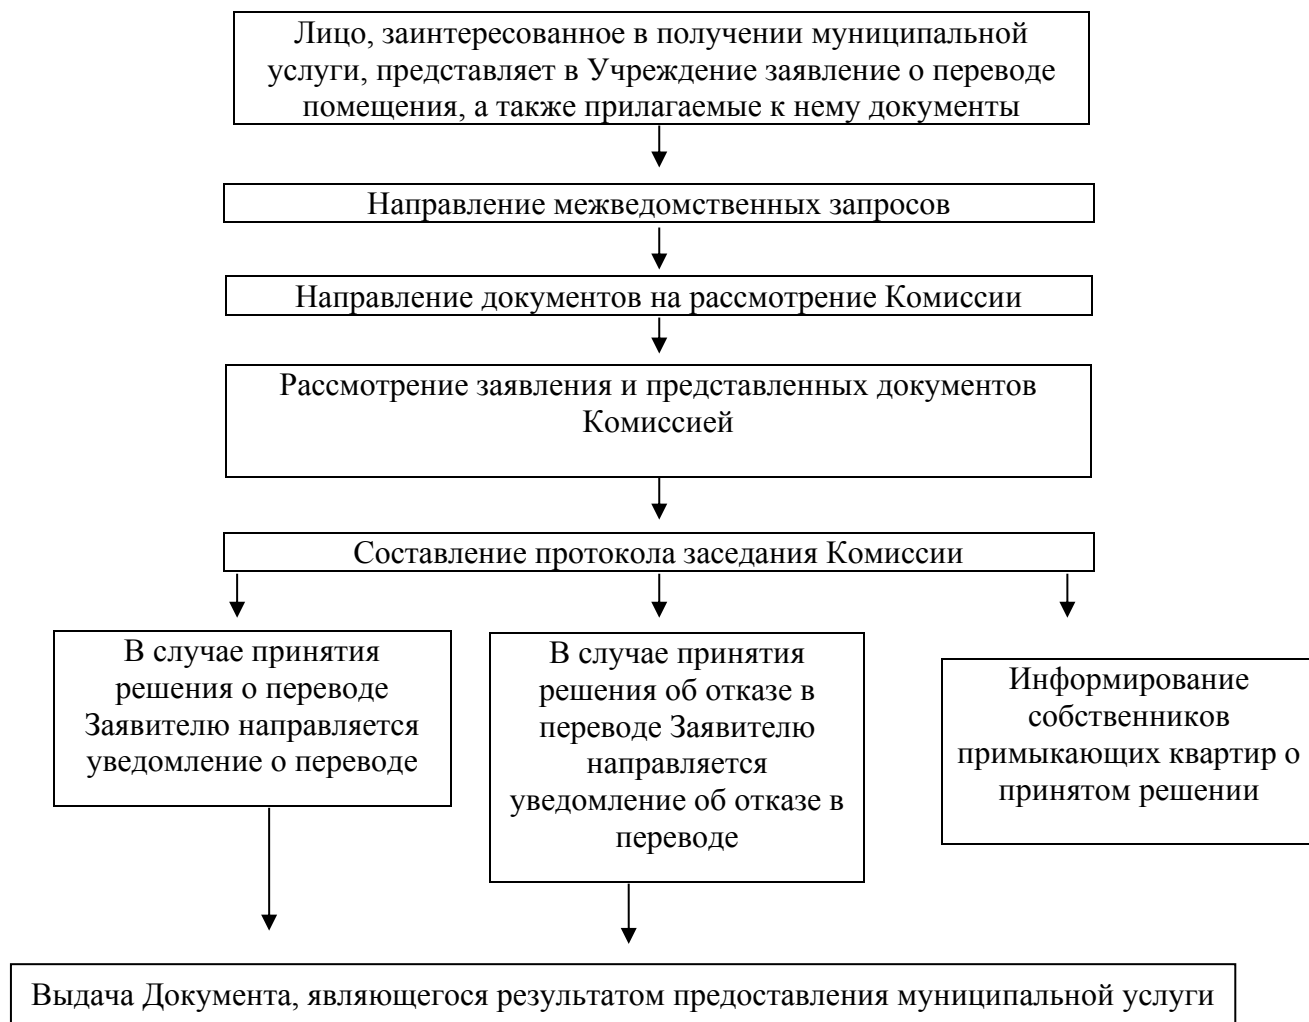 Лицо, заинтересованное в получении муниципальной
услуги, представляет в Учреждение заявление о переводе
помещения, а также прилагаемые к нему документы
Направление межведомственных запросов
Направление документов на рассмотрение Комиссии
Рассмотрение заявления и представленных документов
Комиссией
Составление протокола заседания Комиссии
В случае принятия
решения о переводе
Заявителю направляется
уведомление о переводе
В случае принятия
решения об отказе в
переводе Заявителю
направляется
уведомление об отказе в
переводе
Информирование
собственников
примыкающих квартир о
принятом решении
Выдача Документа, являющегося результатом предоставления муниципальной услуги